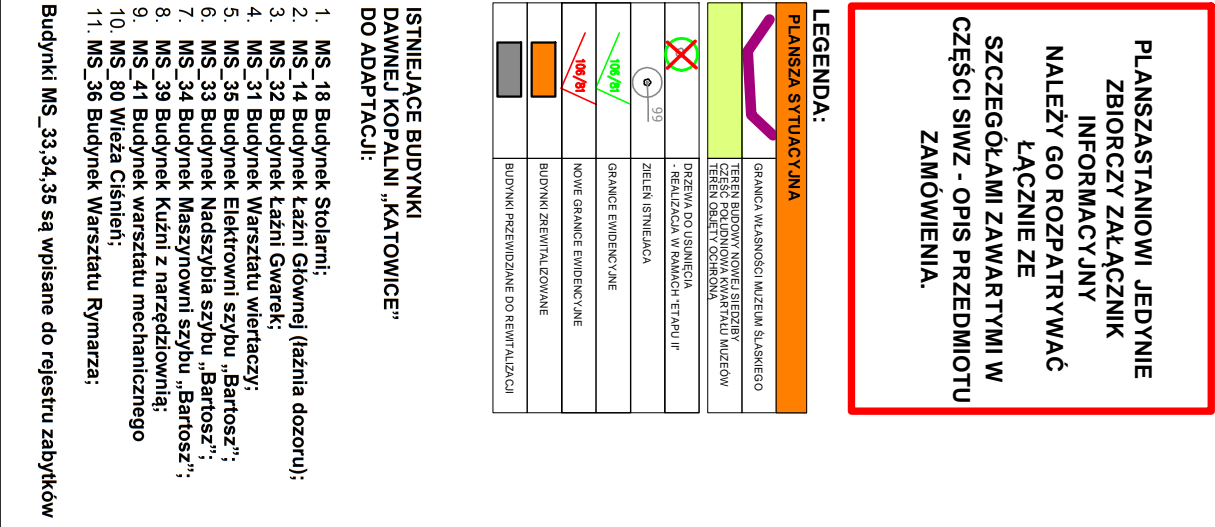 PLANSZASTANOWI JEDYNIE
ZBIORCZY ZAŁĄCZNIK
INFORMACYJNY
NALEŻY GO ROZPATRYWAĆ
ŁĄCZNIE ZE
SZCZEGÓŁAMI ZAWARTYMI W
CZĘŚCI SIWZ - OPIS PRZEDMIOTU
ZAMÓWIENIA.
LEGENDA:
PLANSZA SYTUACYJNA
GRANICA WŁASNOŚCI MUZEUM ŚLASKIEGO
TEREN BUDOWY NOWEJ SIEDZIBY
CZĘŚĆ POŁUDNIOWA KWARTAŁU MUZEÓW
TEREN OBJETY OCHRONĄ
DRZEWA DO USUNIĘCIA
- REALIZACJA W RAMACH "ETAPU II"
99
ZIELEŃ ISTNIEJACA
106/81
GRANICE EWIDENCYJNE
106/81
NOWE GRANICE EWIDENCYJNE
BUDYNKI ZREWITALIZOWANE
BUDYNKI PRZEWIDZIANE DO REWITALIZACJI
ISTNIEJĄCE BUDYNKI
DAWNEJ KOPALNI „KATOWICE”
DO ADAPTACJI:
1. MS_18 Budynek Stolarni;
2. MS_14 Budynek Łaźni Głównej (łaźnia dozoru);
3. MS_32 Budynek Łaźni Gwarek;
4. MS_31 Budynek Warsztatu wiertaczy;
5. MS_35 Budynek Elektrowni szybu „Bartosz”;
6. MS_33 Budynek Nadszybia szybu „Bartosz”;
7. MS_34 Budynek Maszynowni szybu „Bartosz”;
8. MS_39 Budynek Kuźni z narzędziownią;
9. MS_41 Budynek warsztatu mechanicznego
10. MS_80 Wieża Ciśnień;
11. MS_36 Budynek Warsztatu Rymarza;
Budynki MS_33,34,35 są wpisane do rejestru zabytków